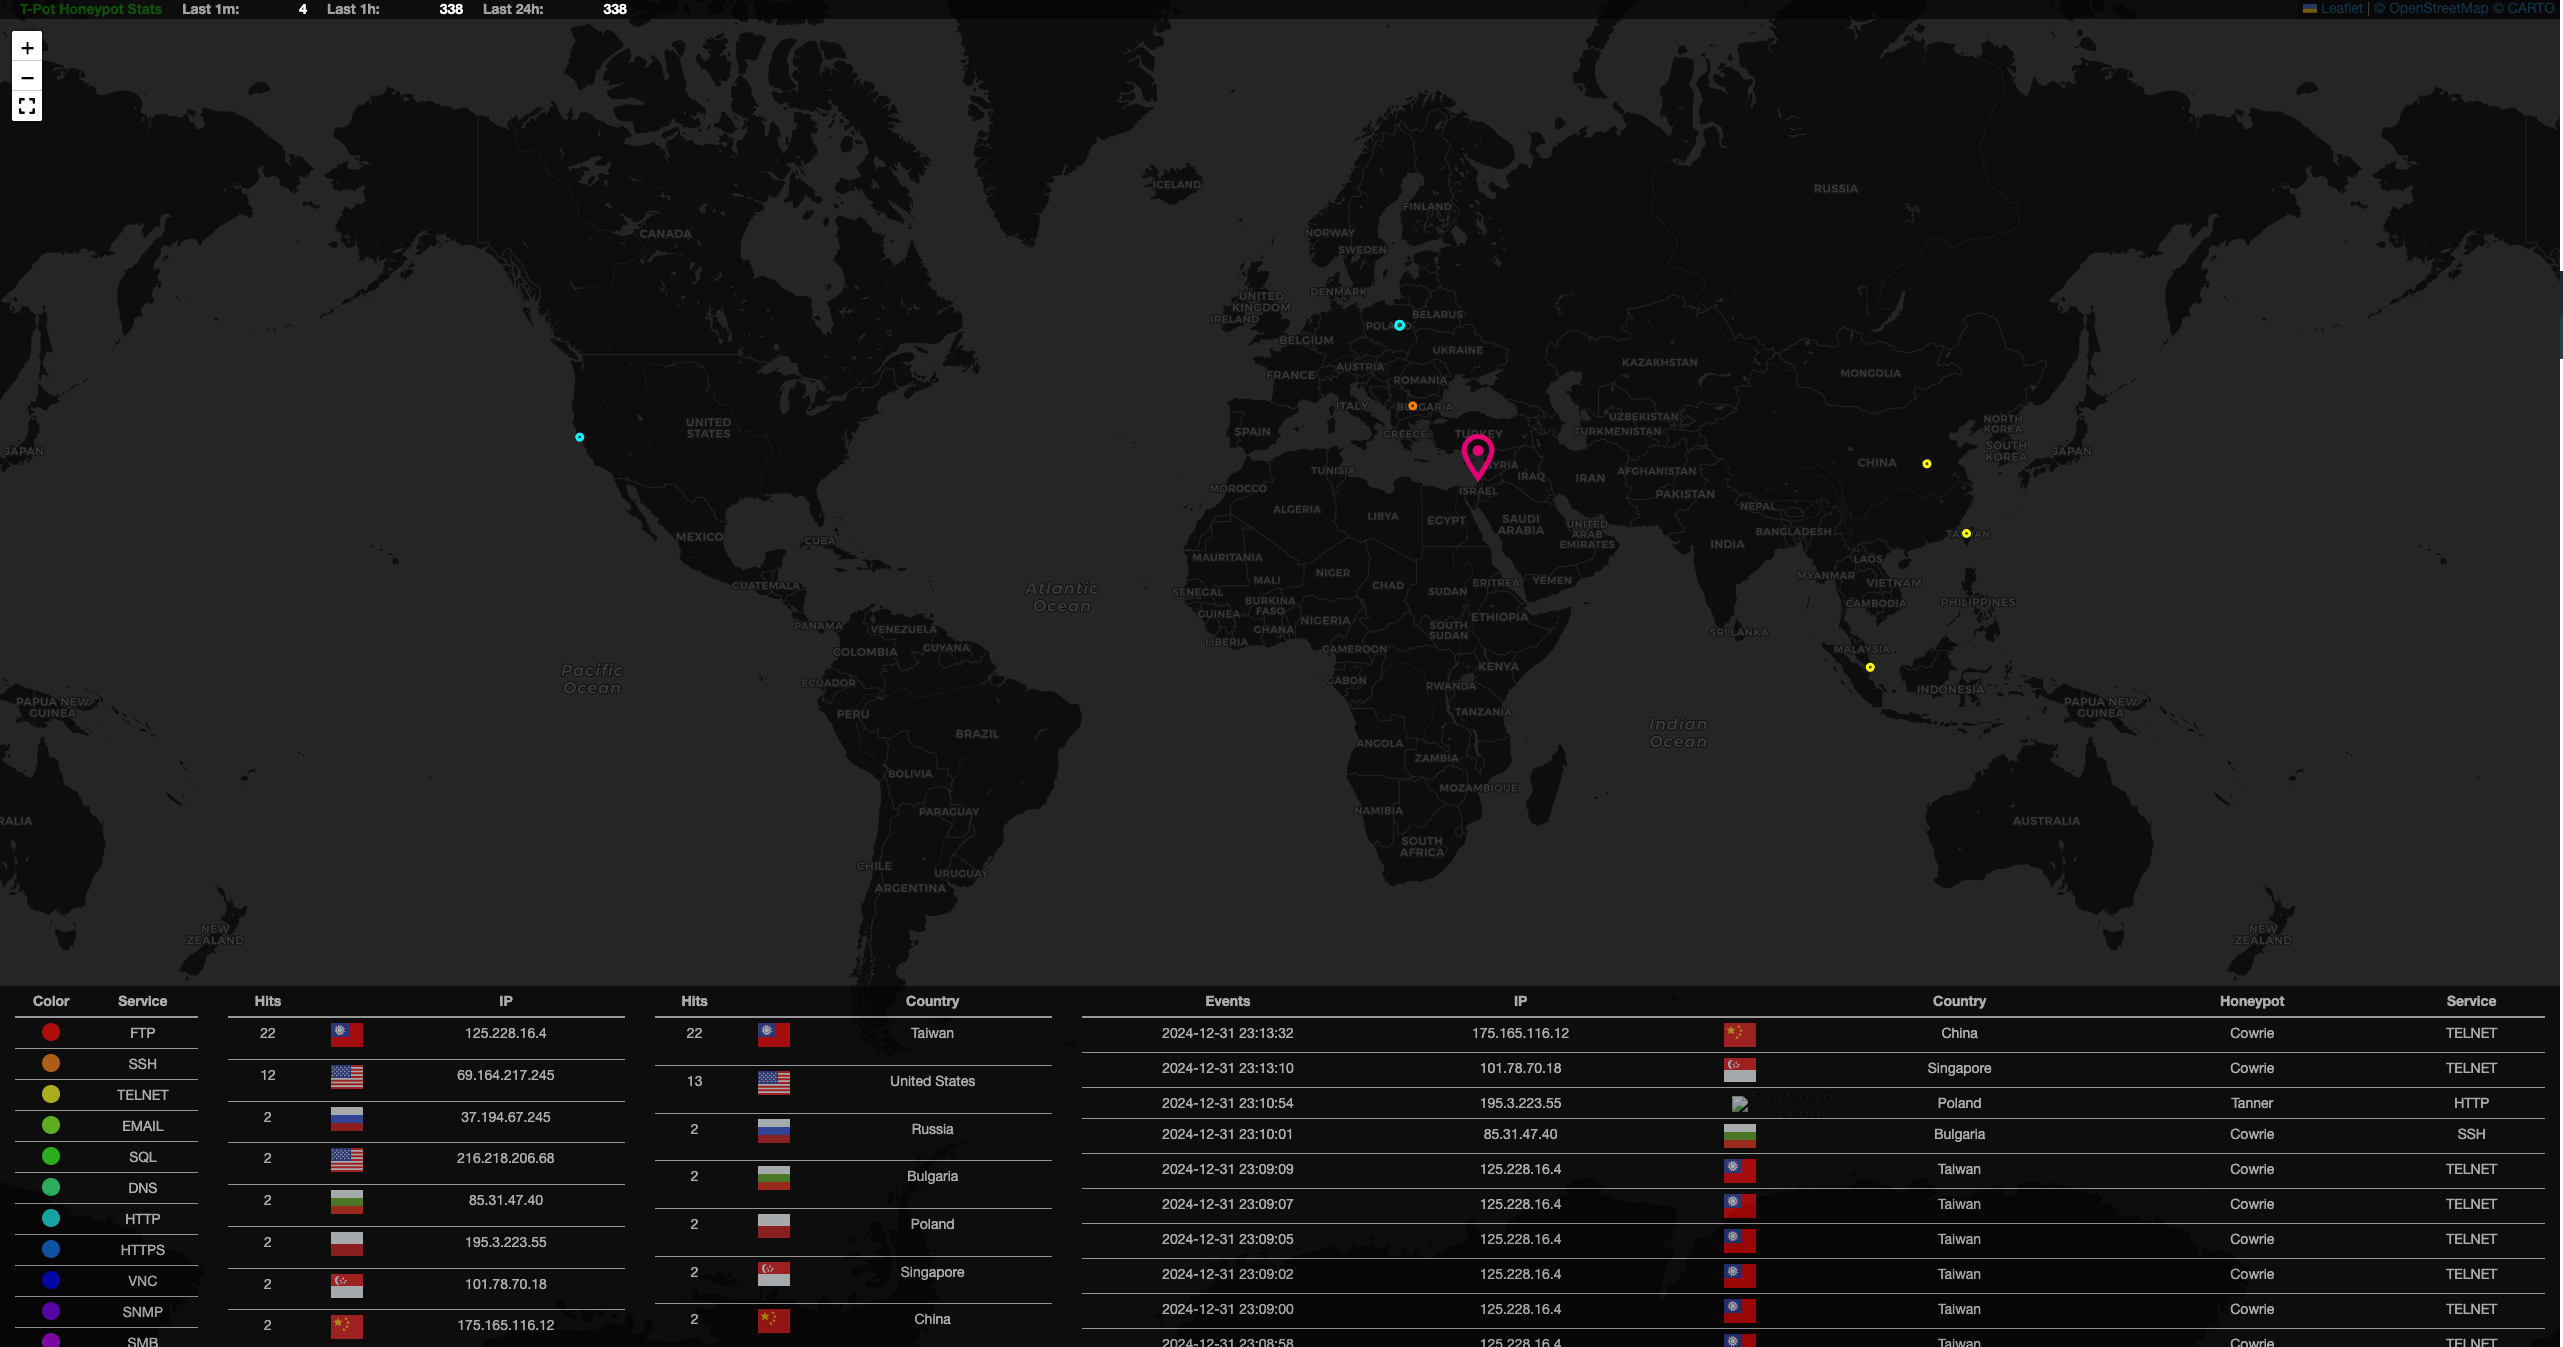 T-Pot Honeypot Stats Last 1m: 4 Last 1h: 338 Last 24h: 338
Leaflet | © OpenStreetMap © CARTO
+
−
ICELAND
RUSSIA
FINLAND
CANADA
NORWAY
SWEDEN
DENMARK
UNITED
KINGDOM
IRELAND
BELARUS
BELGIUM
UKRAINE
KAZAKHSTAN
MONGOLIA
AUSTRIA
FRANCE
ROMANIA
ITALY
UNITED
STATES
SPAIN
GREECE
TURKEY
UZBEKISTAN
TURKMENISTAN
NORTH
KOREA
SOUTH
KOREA
JAPAN
JAPAN
CHINA
TUNISIA
IRAQ
IRAN
AFGHANISTAN
MOROCCO
ISRAEL
PAKISTAN
ALGERIA
LIBYA
EGYPT
SAUDI
ARABIA
UNITED
ARAB
EMIRATES
NEPAL
BANGLADESH
INDIA
MEXICO
CUBA
MAURITANIA
LAOS
GUATEMALA
MALI
NIGER
CHAD
SUDAN
ERITREA
YEMEN
MYANMAR
VIETNAM
Atlantic
Ocean
SENEGAL
BURKINA
FASO
CAMBODIA
PHILIPPINES
GUINEA
GHANA
NIGERIA
SOUTH
SUDAN
ETHIOPIA
PANAMA
VENEZUELA
LIBERIA
SRI LANKA
COLOMBIA
GUYANA
CAMEROON
MALAYSIA
KENYA
Pacific
Ocean
ECUADOR
GABON
RWANDA
INDONESIA
PAPUA NEW
GUINEA
PAPUA NEW
GUINEA
PERU
TANZANIA
BRAZIL
Indian
Ocean
ANGOLA
ZAMBIA
BOLIVIA
MOZAMBIQUE
PARAGUAY
NAMIBIA
RALIA
AUSTRALIA
SOUTH
AFRICA
CHILE
URUGUAY
ARGENTINA
NEW
ZEALAND
NEW
ZEALAND
Color Service
FTP
SSH
TELNET
EMAIL
SQL
DNS
HTTP
HTTPS
VNC
SNMP
SMB
Hits IP
22 125.228.16.4
12 69.164.217.245
2 37.194.67.245
2 216.218.206.68
2 85.31.47.40
2 195.3.223.55
2 101.78.70.18
2 175.165.116.12
Hits Country
22 Taiwan
13 United States
2 Russia
2 Bulgaria
2 Poland
2 Singapore
2 China
Events IP Country Honeypot Service
2024-12-31 23:13:32 175.165.116.12 China Cowrie TELNET
2024-12-31 23:13:10 101.78.70.18 Singapore Cowrie TELNET
2024-12-31 23:10:54 195.3.223.55 Poland Tanner HTTP
Southern
Ocean
2024-12-31 23:10:01 85.31.47.40 Bulgaria Cowrie SSH
2024-12-31 23:09:09 125.228.16.4 Taiwan Cowrie TELNET
2024-12-31 23:09:07 125.228.16.4 Taiwan Cowrie TELNET
2024-12-31 23:09:05 125.228.16.4 Taiwan Cowrie TELNET
2024-12-31 23:09:02 125.228.16.4 Taiwan Cowrie TELNET
2024-12-31 23:09:00 125.228.16.4 Taiwan Cowrie TELNET
2024-12-31 23:08:58 125.228.16.4 Taiwan Cowrie TELNET